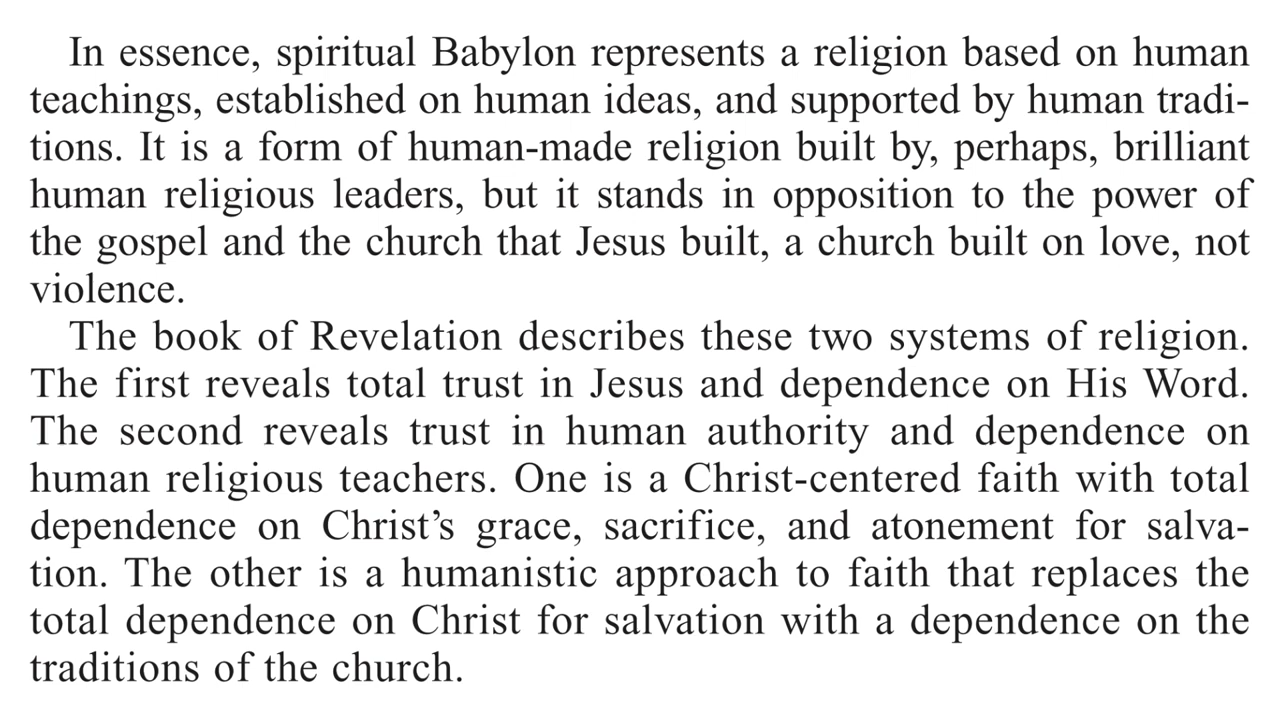 In essence, spiritual Babylon represents a religion based on human
teachings, established on human ideas, and supported by human tradi-
tions. It is a form of human-made religion built by, perhaps, brilliant
human religious leaders, but it stands in opposition to the power of
the gospel and the church that Jesus built, a church built on love, not
violence.
The book of Revelation describes these two systems of religion.
The first reveals total trust in Jesus and dependence on His Word.
The second reveals trust in human authority and dependence on
human religious teachers. One is a Christ-centered faith with total
dependence on Christ’s grace, sacrifice, and atonement for salva-
tion. The other is a humanistic approach to faith that replaces the
total dependence on Christ for salvation with a dependence on the
traditions of the church.